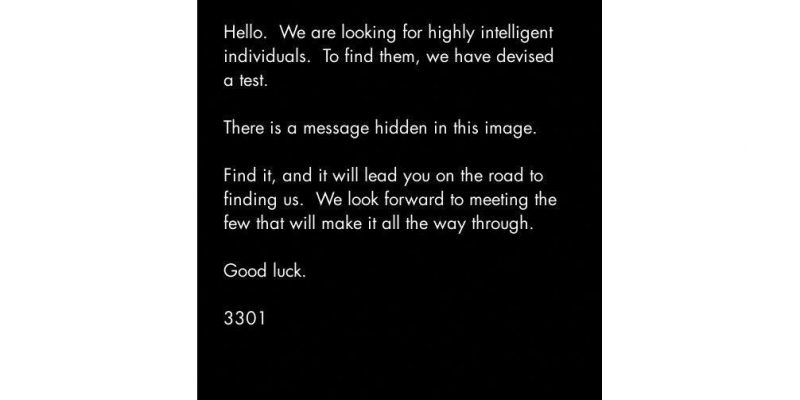 Hello.  We are looking for highly intelligent
individuals.  To find them, we have devised
a test.
There is a message hidden in this image.
Find it, and it will lead you on the road to
finding us.  We look forward to meeting the
few that will make it all the way through.
Good luck.
3301